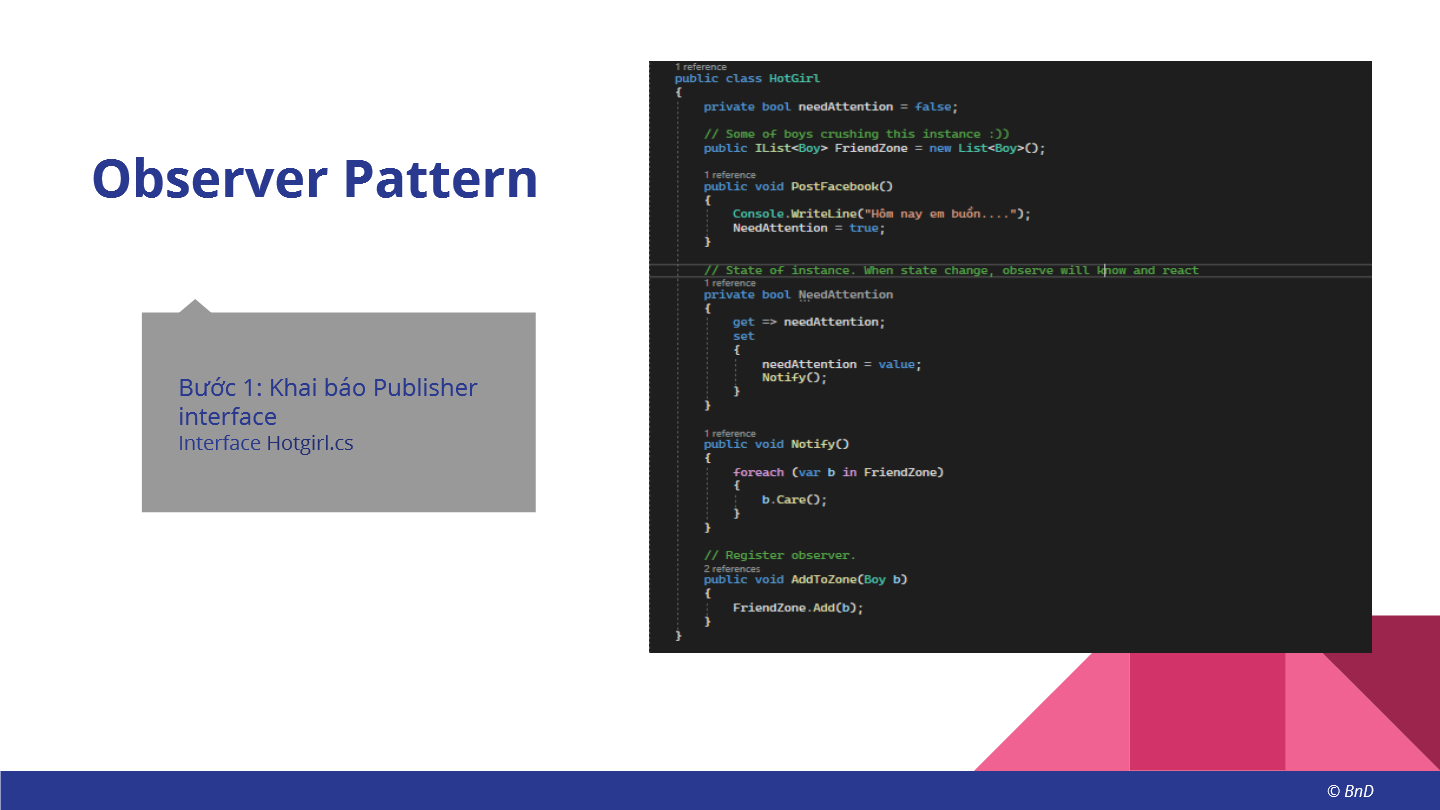 Observer Pattern
Bước 1: Khai báo Publisher
interface
Interface Hotgirl.cs
1 reference
public class HotGirl
{
private bool needAttention = false;
// Some of boys crushing this instance :))
public IList<Boy> FriendZone = new List<Boy>();
1 reference
public void PostFacebook()
{
Console.WriteLine("Hôm nay em buồn....");
NeedAttention = true;
}
// State of instance. When state change, observe will know and react
1 reference
private bool NeedAttention
{
get => needAttention;
set
{
needAttention = value;
Notify();
}
}
1 reference
public void Notify()
{
foreach (var b in FriendZone)
{
b.Care();
}
}
// Register observer.
2 references
public void AddToZone(Boy b)
{
FriendZone.Add(b);
}
}
© BnD